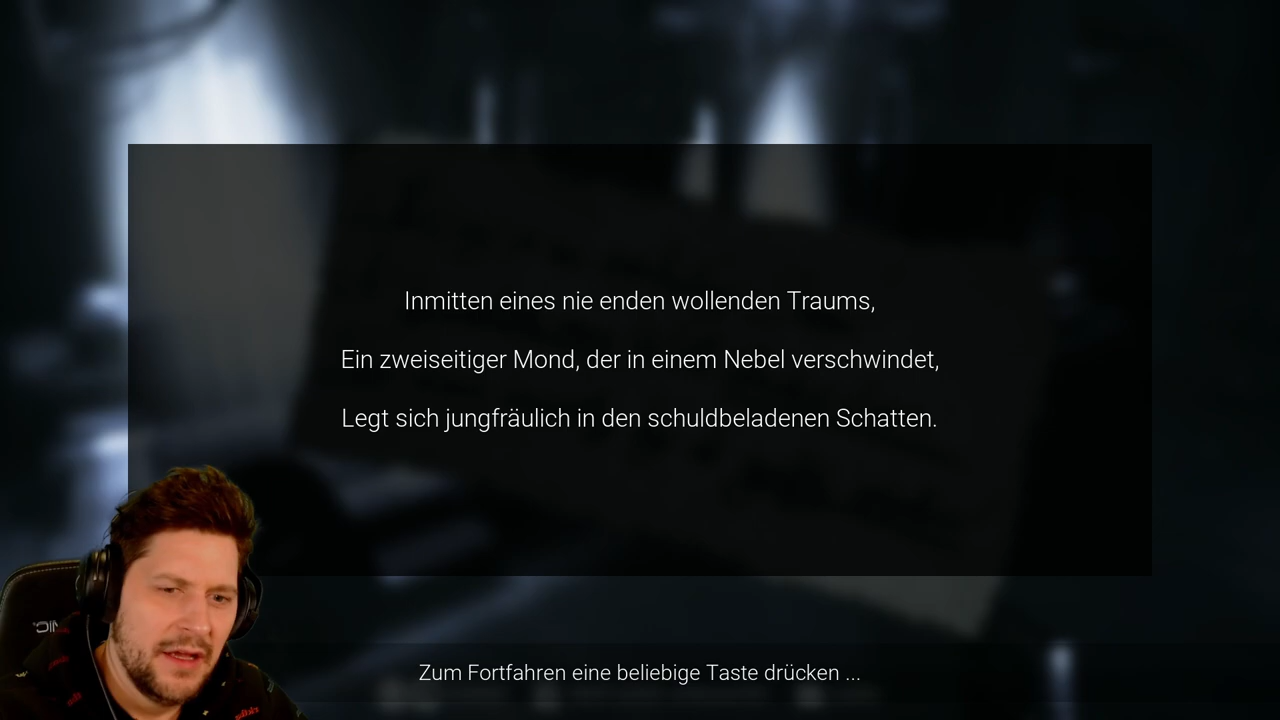 Inmitten eines nie enden wollenden Traums,
Ein zweiseitiger Mond, der in einem Nebel verschwindet,
Legt sich jungfräulich in den schuldbeladenen Schatten.
Zum Fortfahren eine beliebige Taste drücken ...